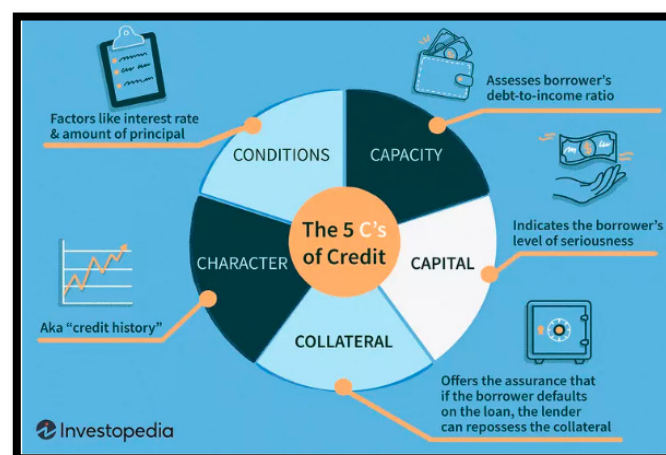 Factors like interest rate
& amount of principal
CONDITIONS
CAPACITY
Assesses borrower's
debt-to-income ratio
The 5 C's
of Credit
CHARACTER
Aka "credit history"
CAPITAL
Indicates the borrower's
level of seriousness
COLLATERAL
Offers the assurance that
if the borrower defaults
on the loan, the lender
can repossess the collateral
Investopedia